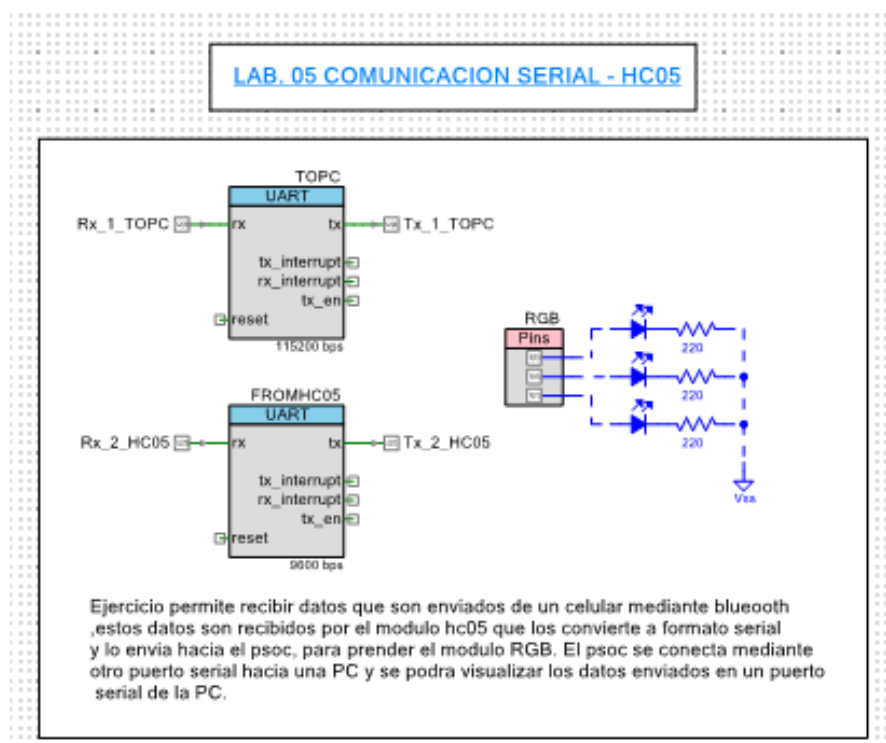 LAB. 05 COMUNICACION SERIAL - HC05
TOPC
UART
Rx_1_TOPC
rx
tx
Tx_1_TOPC
tx_interrupt
rx_interrupt
tx_en
reset
115200 bps
RGB
Pins
220
220
220
Vss
FROMHC05
UART
Rx_2_HC05
rx
tx
Tx_2_HC05
tx_interrupt
rx_interrupt
tx_en
reset
9600 bps
Ejercicio permite recibir datos que son enviados de un celular mediante blueooth
,estos datos son recibidos por el modulo hc05 que los convierte a formato serial
y lo envia hacia el psoc, para prender el modulo RGB. El psoc se conecta mediante
otro puerto serial hacia una PC y se podra visualizar los datos enviados en un puerto
serial de la PC.